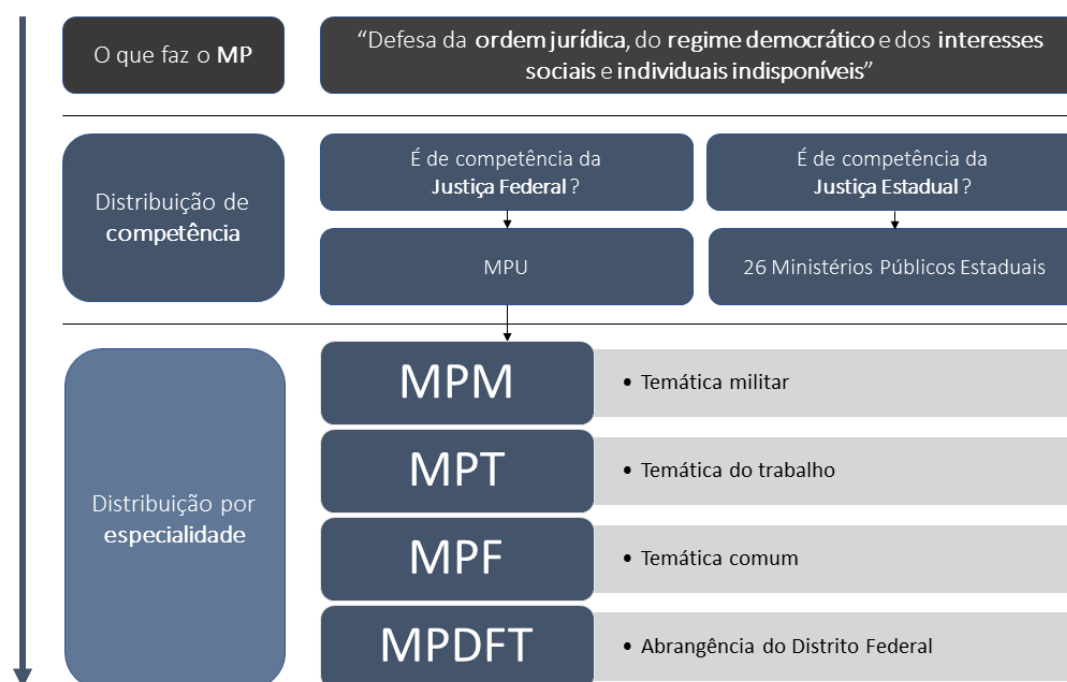 O que faz o MP
“Defesa da ordem jurídica, do regime democrático e dos interesses
sociais e individuais indisponíveis”
Distribuição de
competência
É de competência da
Justiça Federal?
É de competência da
Justiça Estadual?
MPU
26 Ministérios Públicos Estaduais
Distribuição por
especialidade
MPM
• Temática militar
MPT
• Temática do trabalho
MPF
• Temática comum
MPDFT
• Abrangência do Distrito Federal